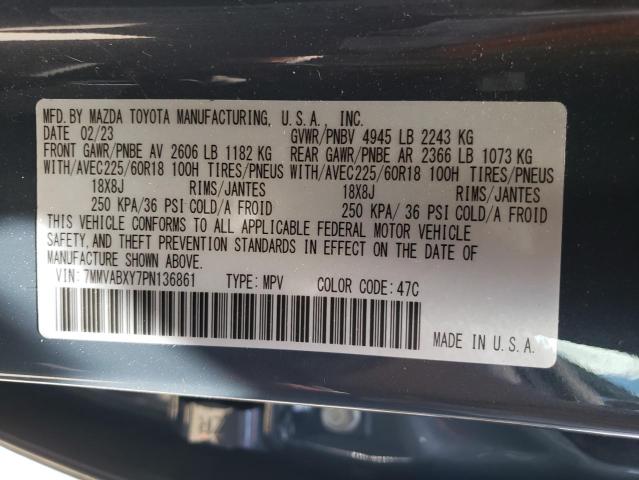 MFD. BY MAZDA TOYOTA MANUFACTURING, U.S.A., INC.
DATE 02/23 GVWR/PNBV 4945 LB 2243 KG
FRONT GAWR/PNBE AV 2606 LB 1182 KG REAR GAWR/PNBE AR 2366 LB 1073 KG
WITH/AVEC225/60R18 100H TIRES/PNEUS WITH/AVEC225/60R18 100H TIRES/PNEUS
18X8J RIMS/JANTES 18X8J RIMS/JANTES
250 KPA/36 PSI COLD/A FROID 250 KPA/ 36 PSI COLD/A FROID
THIS VEHICLE CONFORMS TO ALL APPLICABLE FEDERAL MOTOR VEHICLE
SAFETY, AND THEFT PREVENTION STANDARDS IN EFFECT ON THE DATE OF
MANUFACTURE SHOWN ABOVE.
VIN: 7MMVABXY7PN136861 TYPE: MPV COLOR CODE: 47C
MADE IN U.S.A.